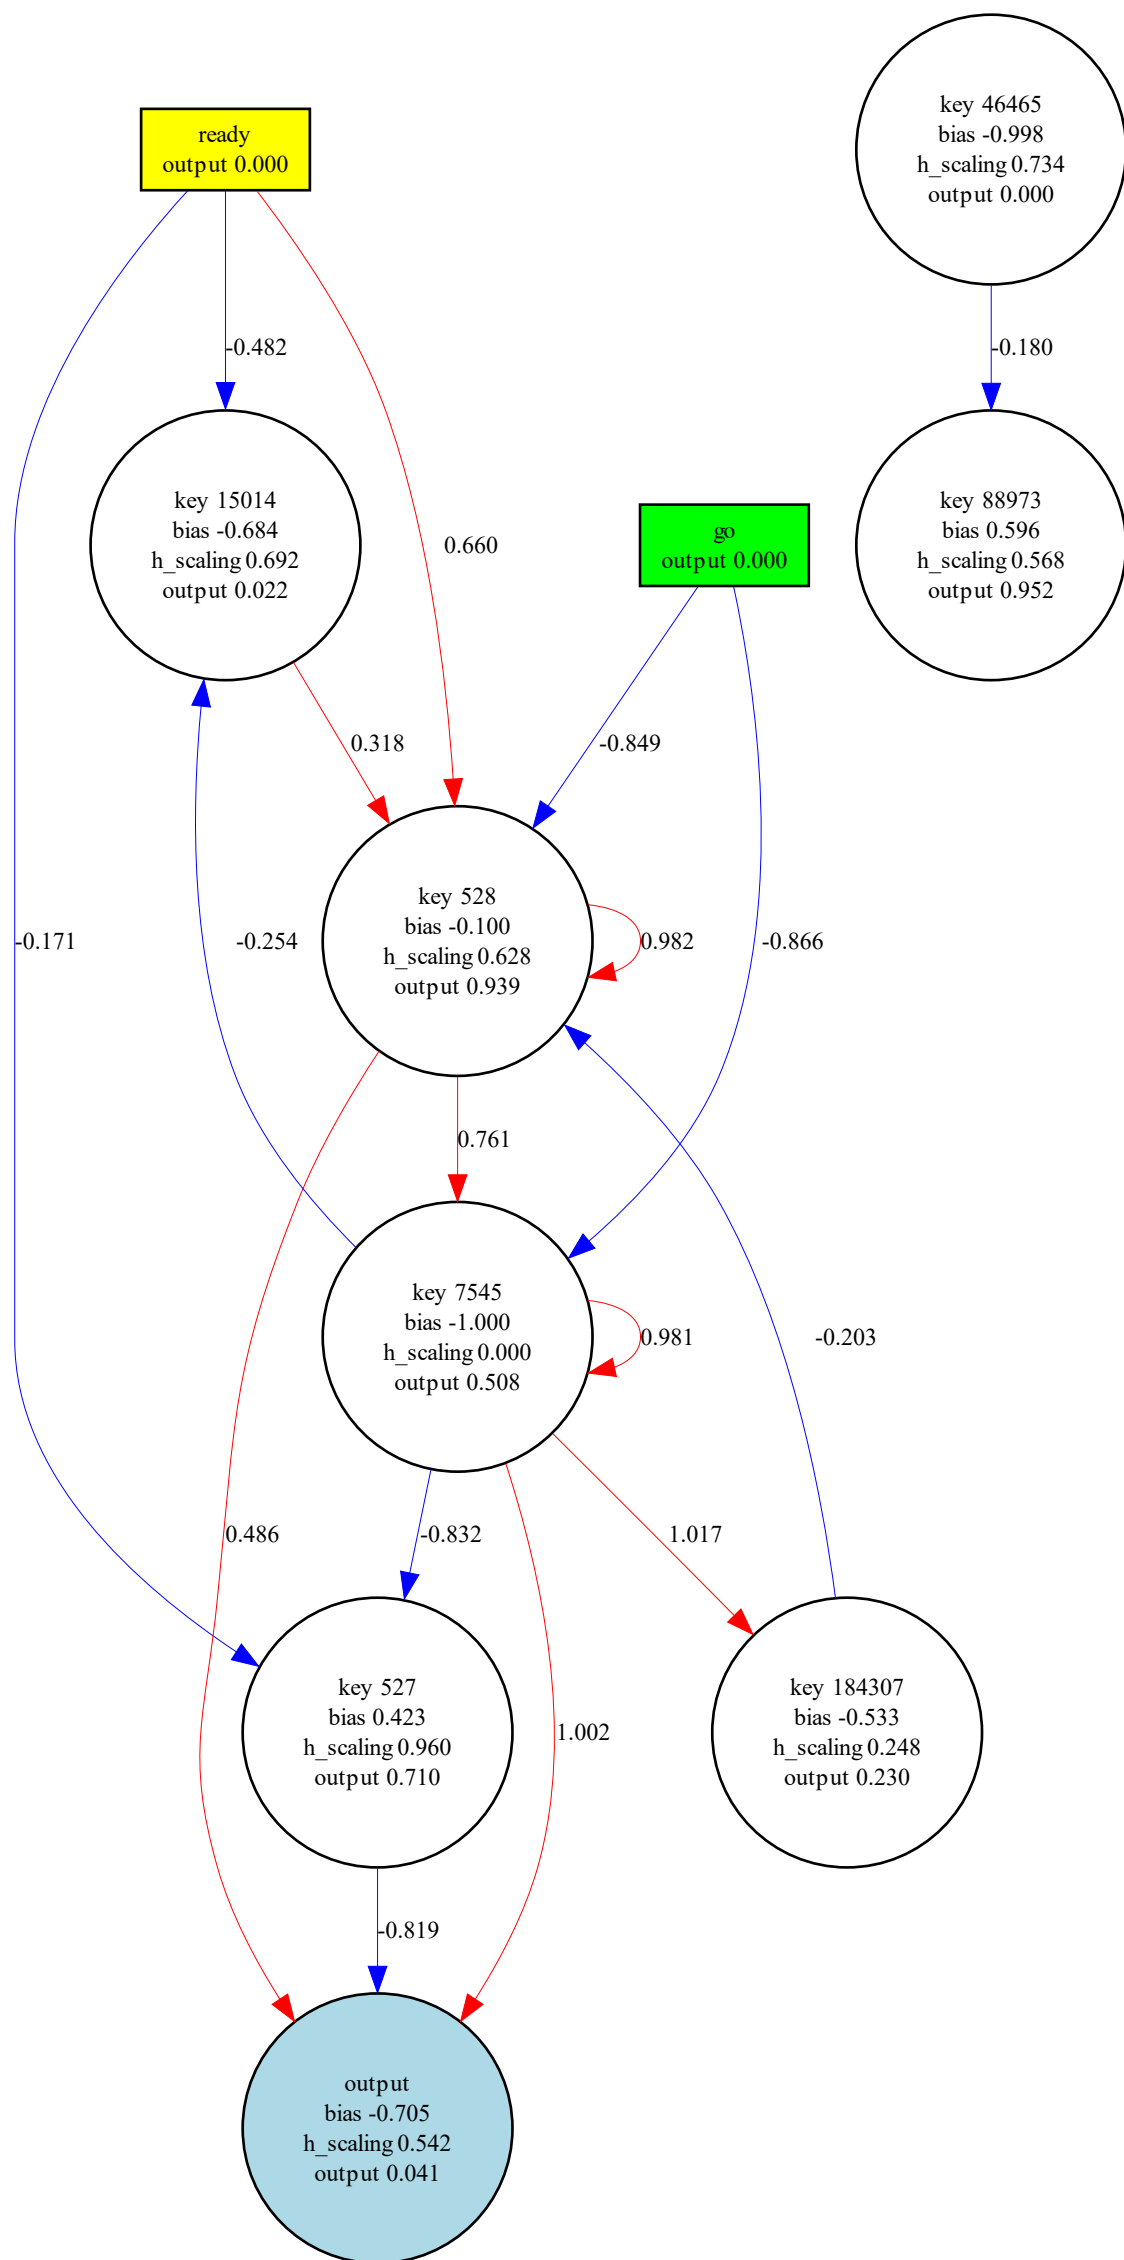 key 46465
bias -0.998
h_scaling 0.734
output 0.000
ready
output 0.000
-0.482
-0.180
key 15014
bias -0.684
h_scaling 0.692
output 0.022
0.660
go
output 0.000
key 88973
bias 0.596
h_scaling 0.568
output 0.952
0.318
-0.849
-0.171
-0.254
key 528
bias -0.100
h_scaling 0.628
output 0.939
0.982
-0.866
0.761
key 7545
bias -1.000
h_scaling 0.000
output 0.508
0.981
-0.203
0.486
-0.832
1.017
key 527
bias 0.423
h_scaling 0.960
output 0.710
1.002
key 184307
bias -0.533
h_scaling 0.248
output 0.230
-0.819
output
bias -0.705
h_scaling 0.542
output 0.041